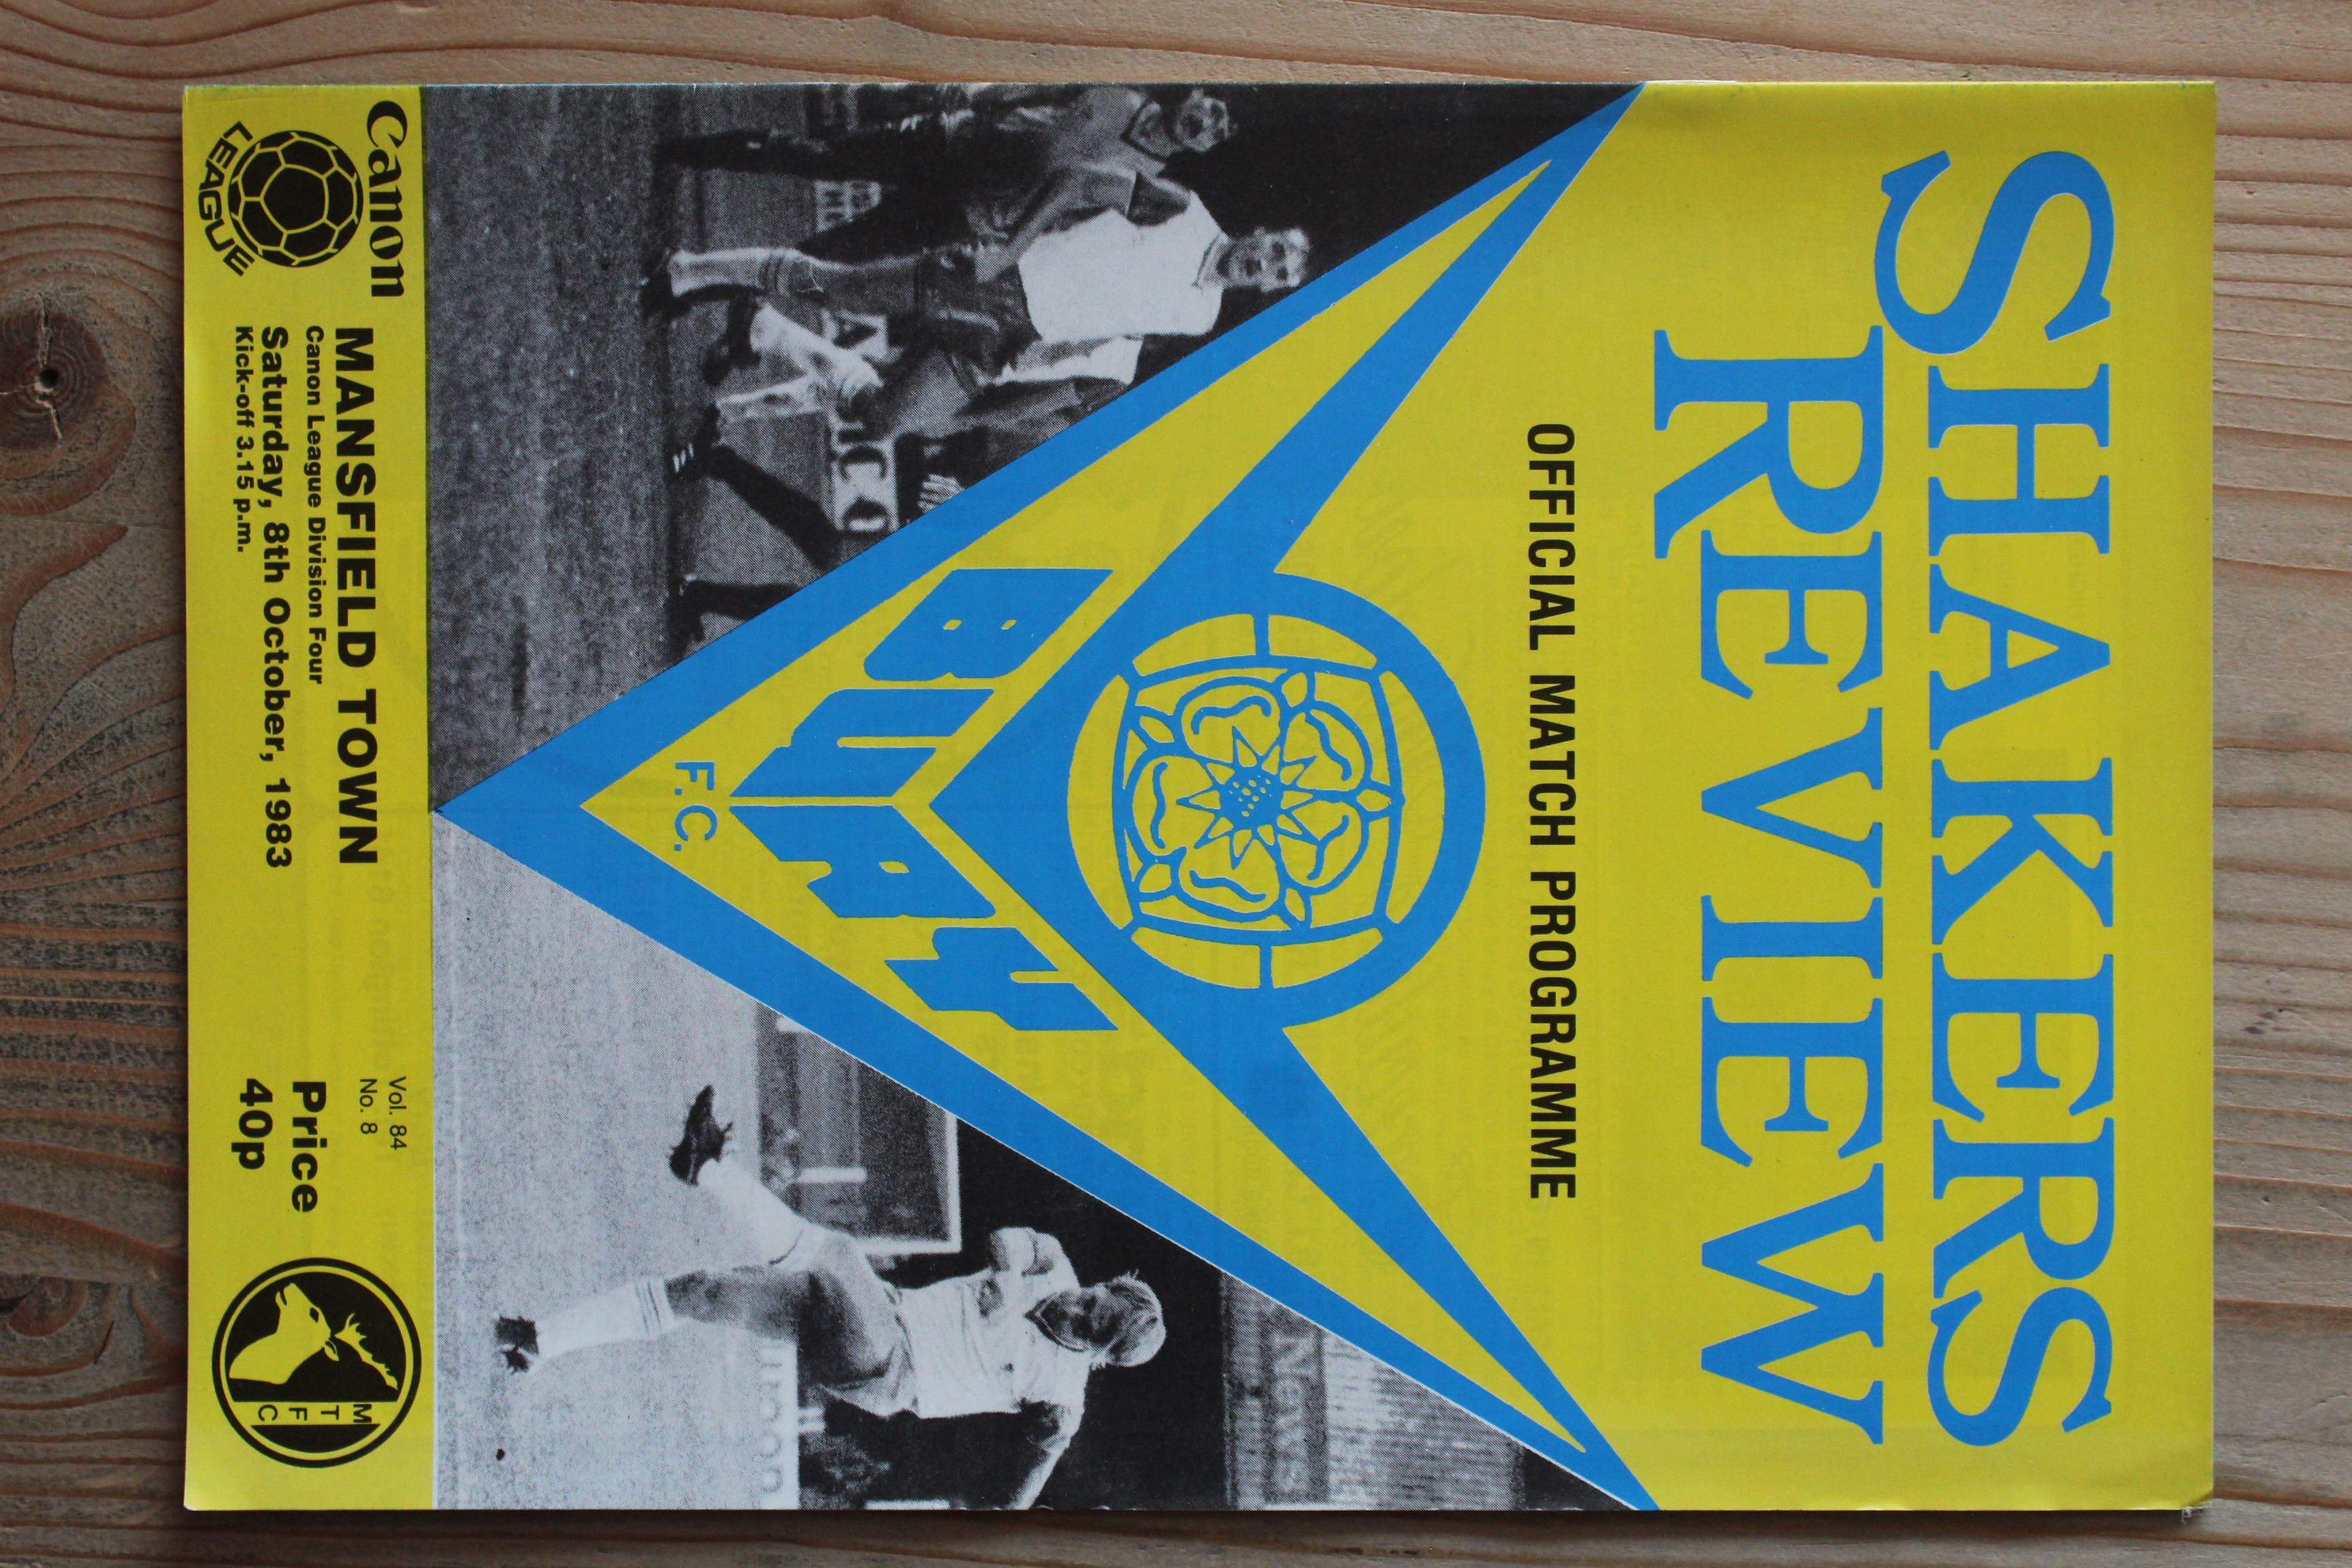 SHAKERS
REVIEW
OFFICIAL MATCH PROGRAMME
BURY
F.C.
Canon
LEAGUE
MANSFIELD TOWN
Canon League Division Four
Saturday, 8th October, 1983
Kick-off 3.15 p.m.
Vol. 84
No. 8
Price
40p
M
T
F
C